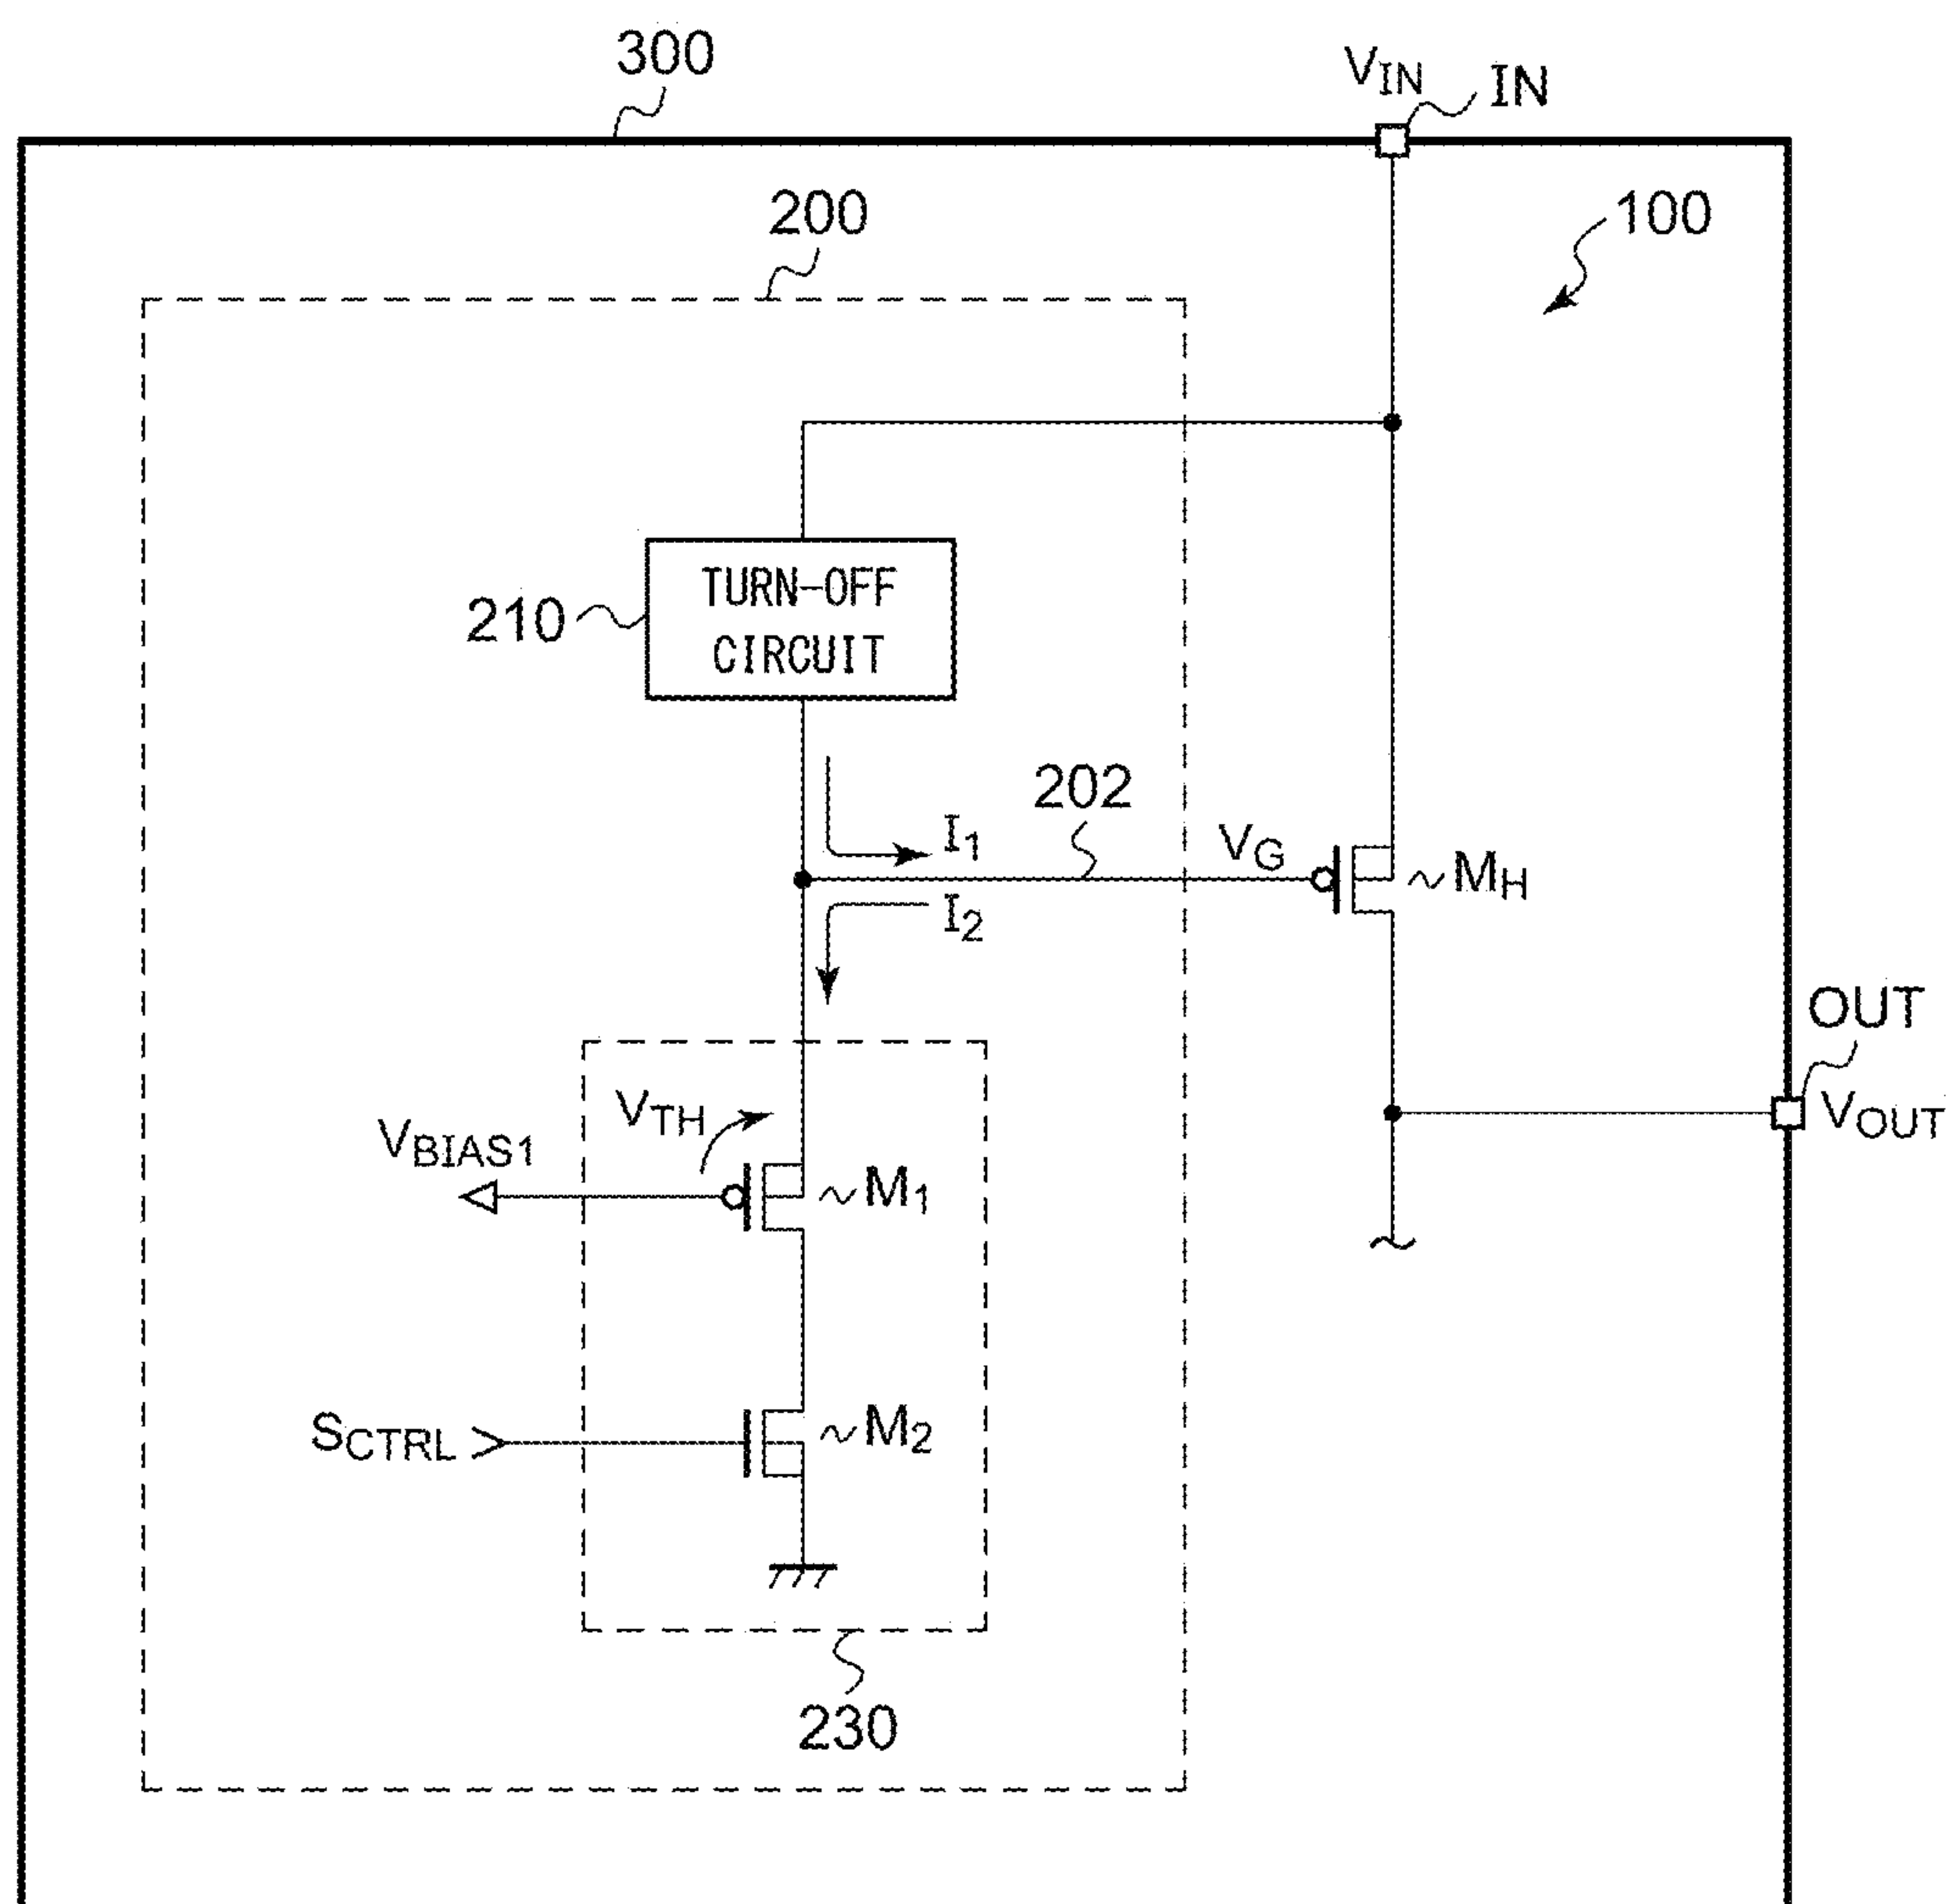 300
VIN
IN
200
100
210
TURN-OFF
CIRCUIT
202
I1
VG
MH
I2
OUT
VTH
VBIAS1
VOUT
M1
SCTRL
M2
230